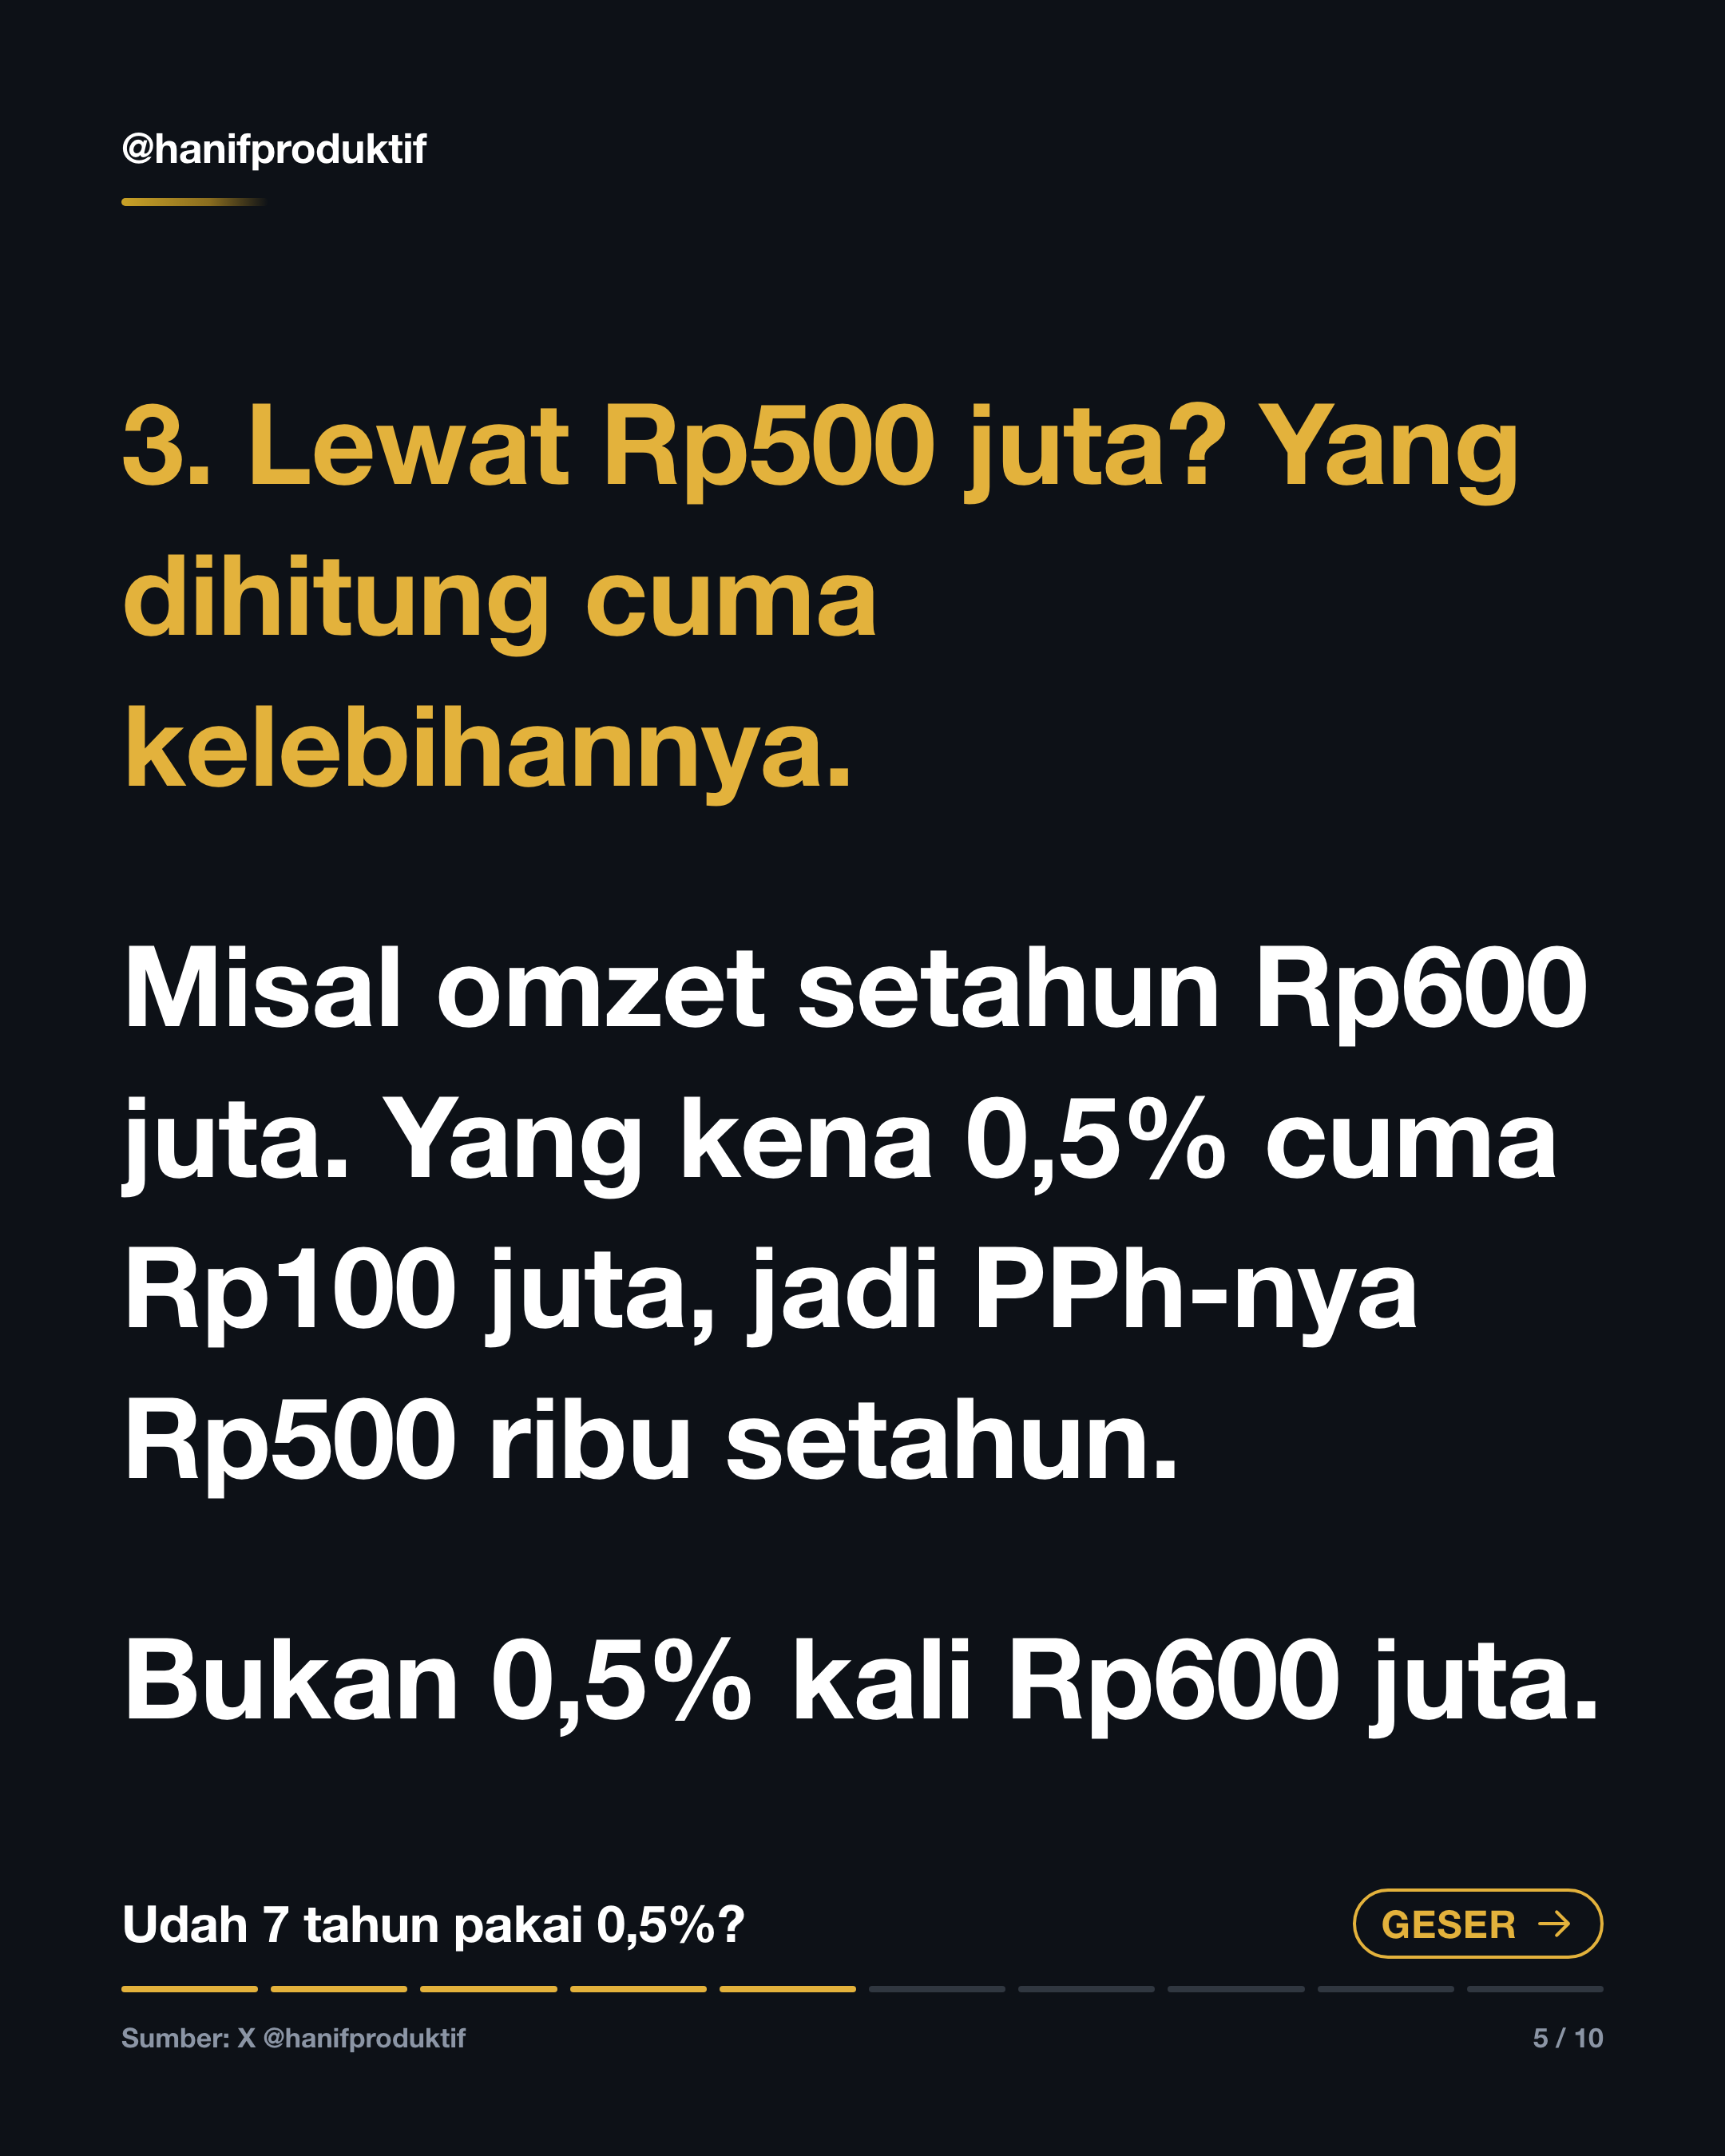 @hanifproduktif
3. Lewat Rp500 juta? Yang
dihitung cuma
kelebihannya.
Misal omzet setahun Rp600
juta. Yang kena 0,5% cuma
Rp100 juta, jadi PPh-nya
Rp500 ribu setahun.
Bukan 0,5% kali Rp600 juta.
Udah 7 tahun pakai 0,5%?
GESER →
Sumber: X @hanifproduktif
5 / 10